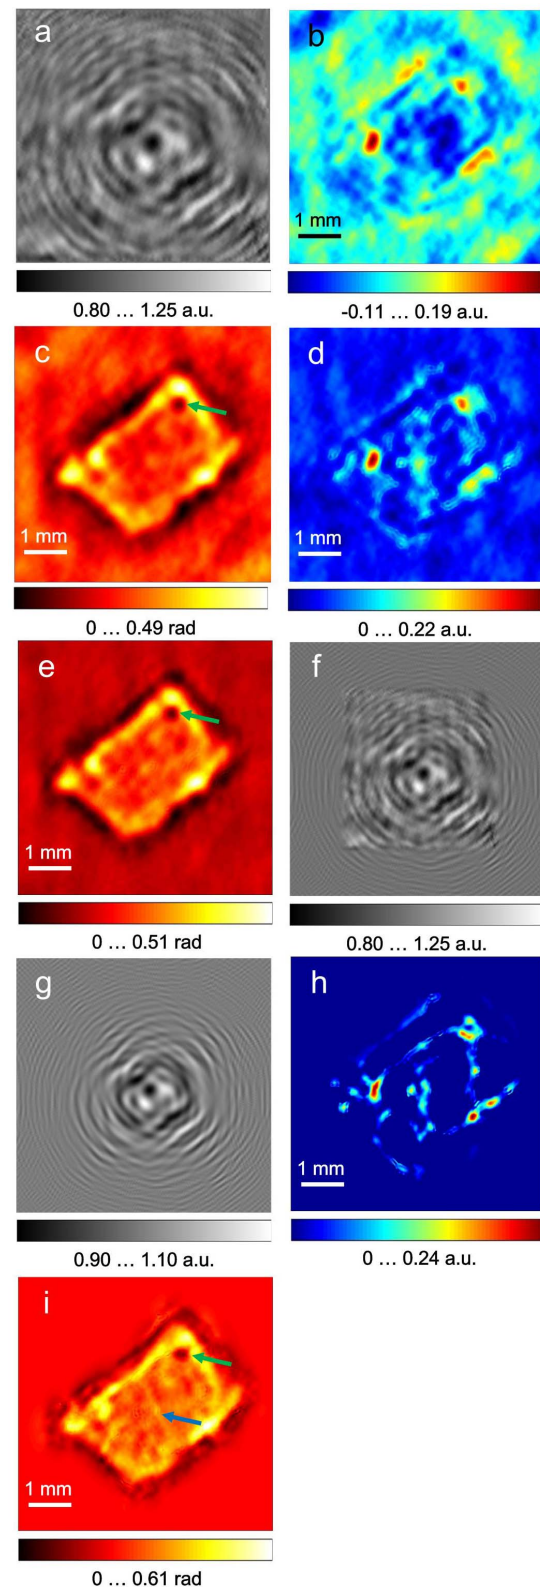 a
b
1 mm
0.80 ... 1.25 a.u.
-0.11 ... 0.19 a.u.
c
1 mm
d
1 mm
0 ... 0.49 rad
0 ... 0.22 a.u.
e
1 mm
f
0 ... 0.51 rad
0.80 ... 1.25 a.u.
g
h
1 mm
0.90 ... 1.10 a.u.
0 ... 0.24 a.u.
i
1 mm
0 ... 0.61 rad